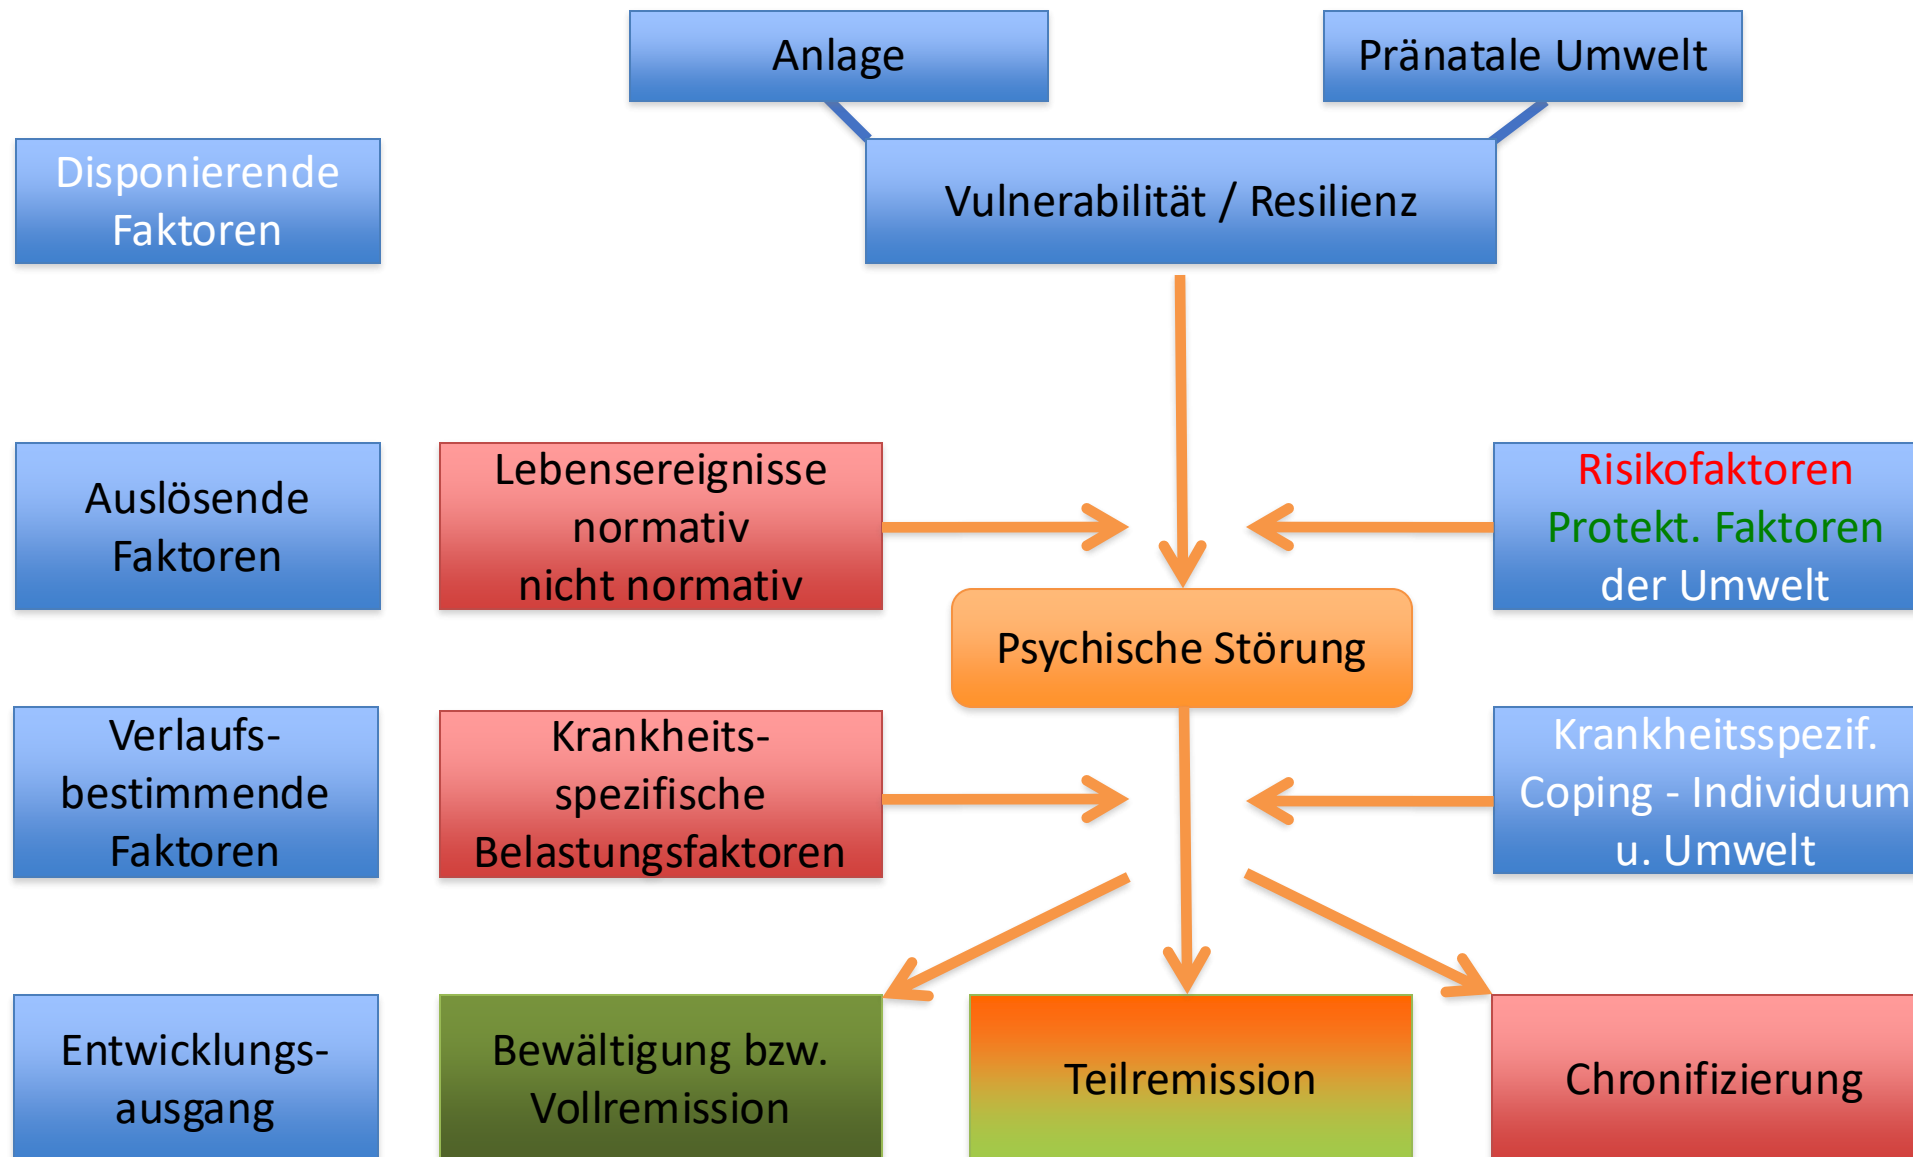 Anlage
Pränatale Umwelt
Disponierende
Faktoren
Vulnerabilität / Resilienz
Auslösende
Faktoren
Lebensereignisse
normativ
nicht normativ
Risikofaktoren
Protekt. Faktoren
der Umwelt
Psychische Störung
Verlaufs-
bestimmende
Faktoren
Krankheits-
spezifische
Belastungsfaktoren
Krankheitsspezif.
Coping - Individuum
u. Umwelt
Entwicklungs-
ausgang
Bewältigung bzw.
Vollremission
Teilremission
Chronifizierung